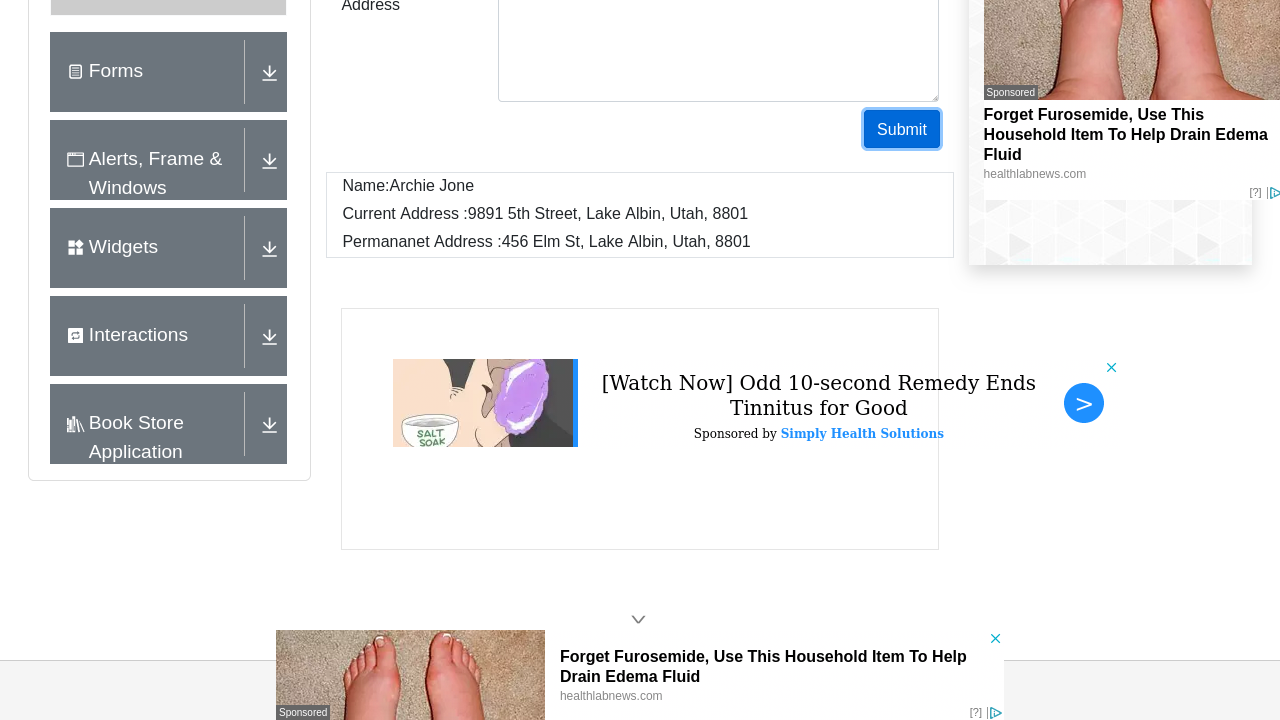 Address
Forms
Alerts, Frame &
Windows
Widgets
Interactions
Book Store
Application
Submit
Name:Archie Jone
Current Address :9891 5th Street, Lake Albin, Utah, 8801
Permananet Address :456 Elm St, Lake Albin, Utah, 8801
Sponsored
Forget Furosemide, Use This
Household Item To Help Drain Edema
Fluid
healthlabnews.com
[?]
SALT
SOAK
[Watch Now] Odd 10-second Remedy Ends
Tinnitus for Good
Sponsored by Simply Health Solutions
>
Sponsored
Forget Furosemide, Use This Household Item To Help
Drain Edema Fluid
healthlabnews.com
[?]